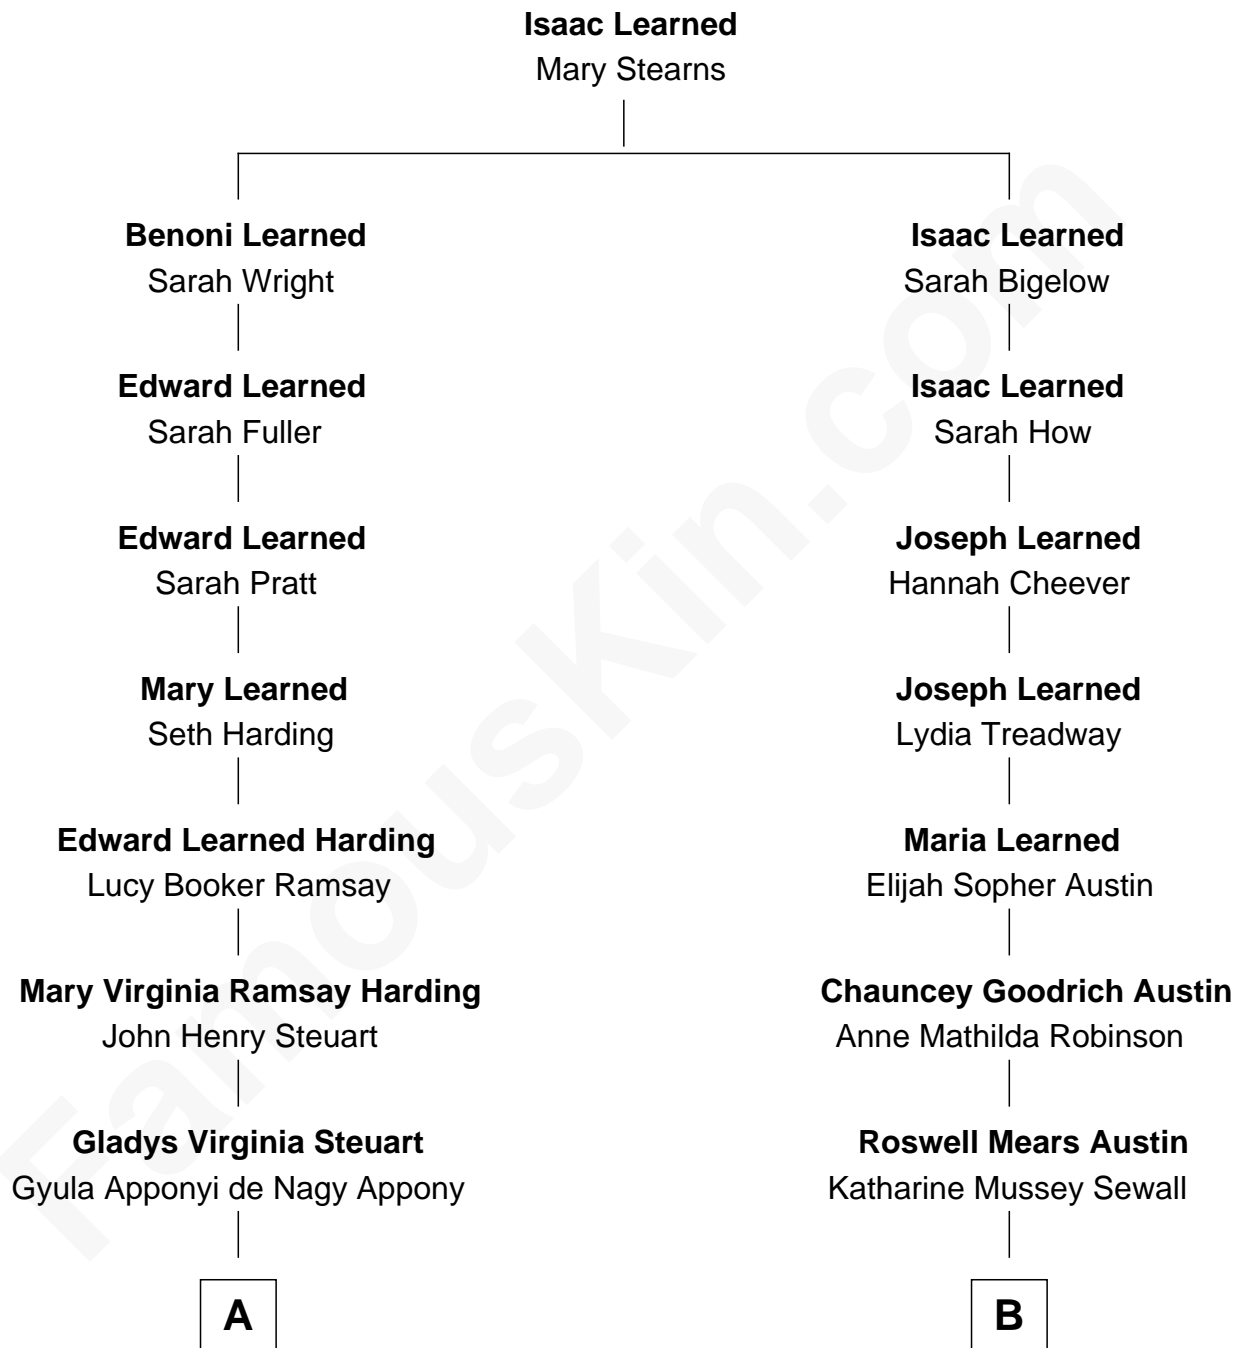 Isaac Learned
Mary Stearns
Benoni Learned
Sarah Wright
Isaac Learned
Sarah Bigelow
Edward Learned
Sarah Fuller
Isaac Learned
Sarah How
Edward Learned
Sarah Pratt
Joseph Learned
Hannah Cheever
Mary Learned
Seth Harding
Joseph Learned
Lydia Treadway
Edward Learned Harding
Lucy Booker Ramsay
Maria Learned
Elijah Sopher Austin
Mary Virginia Ramsay Harding
John Henry Steuart
Chauncey Goodrich Austin
Anne Mathilda Robinson
Gladys Virginia Steuart
Gyula Apponyi de Nagy Appony
Roswell Mears Austin
Katharine Mussey Sewall
A
B
FamousKin.com